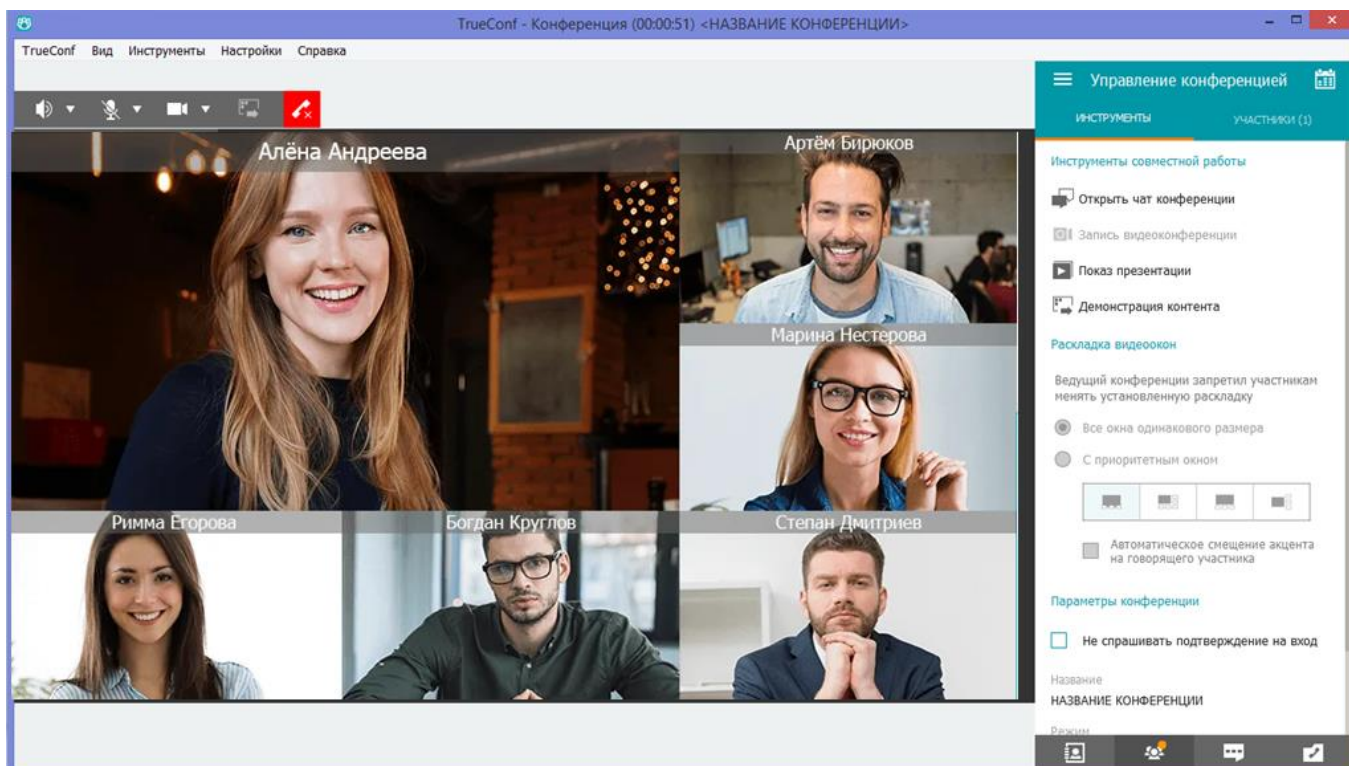 TrueConf - Конференция (00:00:51) <НАЗВАНИЕ КОНФЕРЕНЦИИ>
TrueConf Вид Инструменты Настройки Справка
Алёна Андреева
Артём Бирюков
Марина Нестерова
Римма Егорова
Богдан Круглов
Степан Дмитриев
Управление конференцией
ИНСТРУМЕНТЫ УЧАСТНИКИ (1)
Инструменты совместной работы
Открыть чат конференции
Запись видеоконференции
Показ презентации
Демонстрация контента
Раскладка видеоокон
Ведущий конференции запретил участникам
менять установленную раскладку
Все окна одинакового размера
С приоритетным окном
Автоматическое смещение акцента
на говорящего участника
Параметры конференции
Не спрашивать подтверждение на вход
Название
НАЗВАНИЕ КОНФЕРЕНЦИИ
Режим